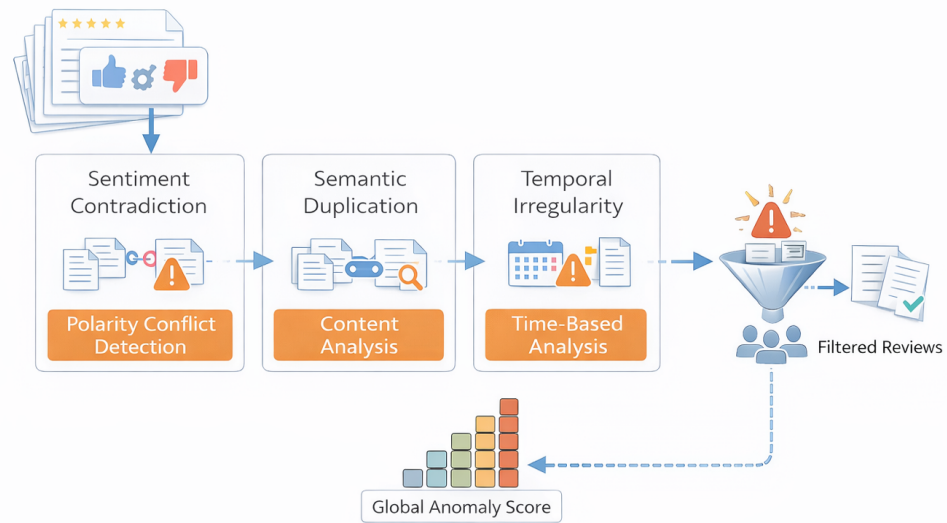 Sentiment
Contradiction
Polarity Conflict
Detection
Semantic
Duplication
Content
Analysis
Temporal
Irregularity
Time-Based
Analysis
Filtered Reviews
Global Anomaly Score